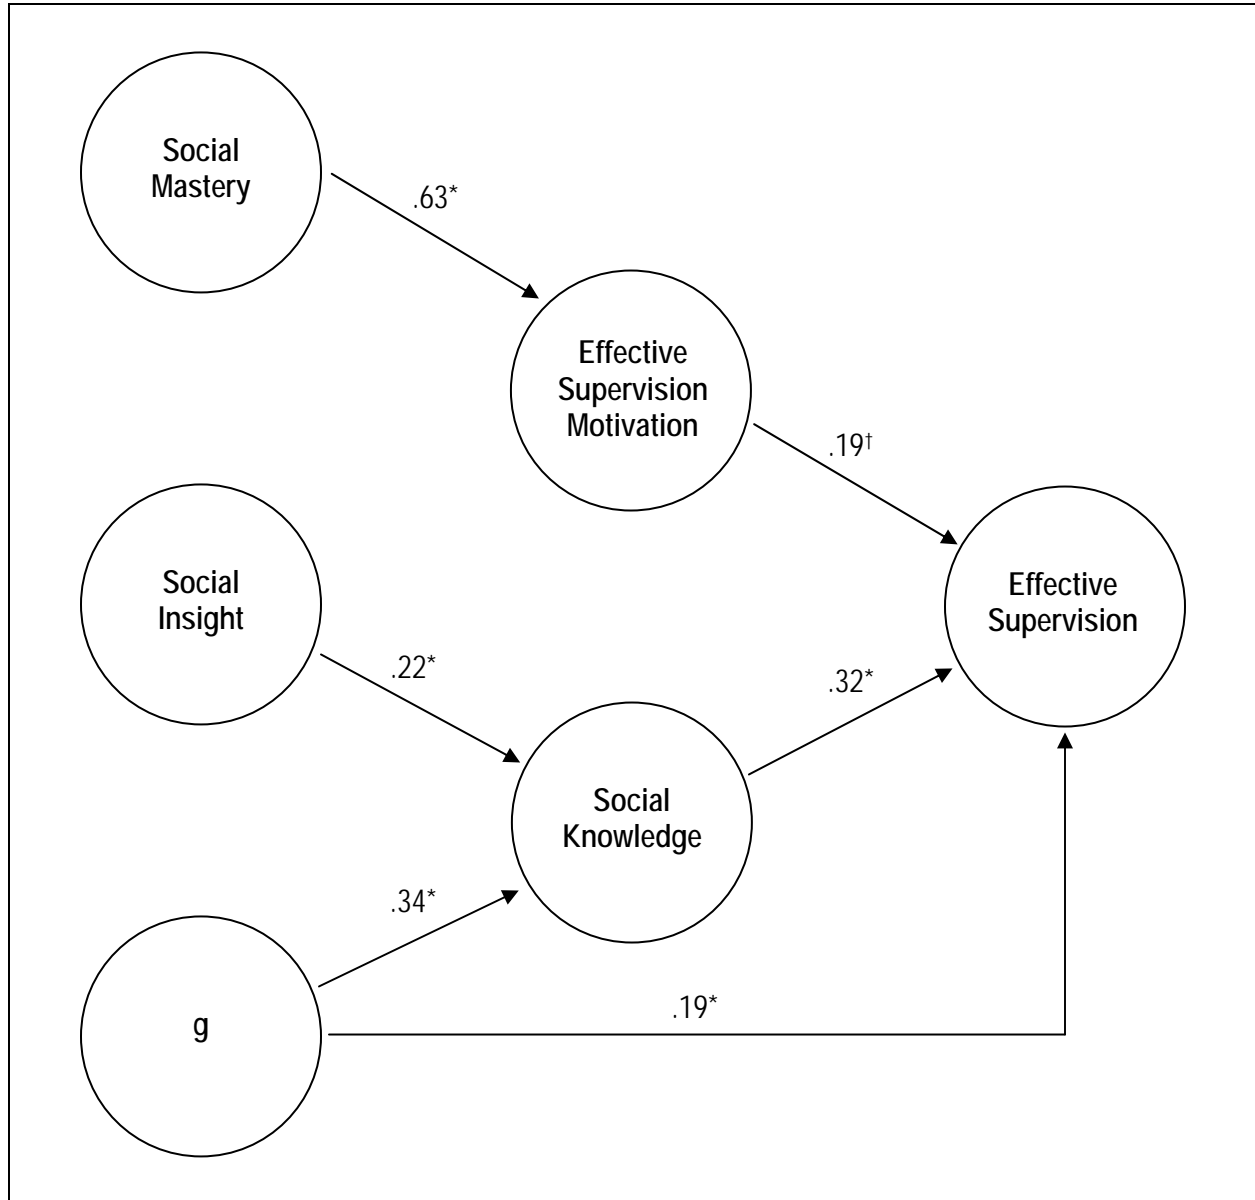 Social
Mastery
.63*
Effective
Supervision
Motivation
.19†
Social
Insight
Effective
Supervision
.22*
.32*
Social
Knowledge
.34*
.19*
g